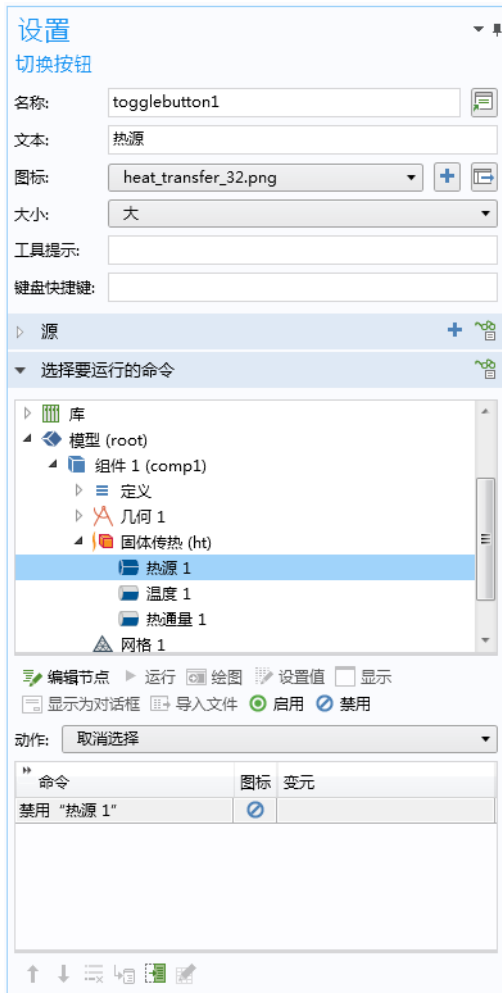 设置
切换按钮
名称: togglebutton1
文本: 热源
图标: heat_transfer_32.png
大小: 大
工具提示:
键盘快捷键:
源
选择要运行的命令
库
模型 (root)
组件 1 (comp1)
定义
几何 1
固体传热 (ht)
热源 1
温度 1
热通量 1
网格 1
编辑节点 运行 绘图 设置值 显示
显示为对话框 导入文件 启用 禁用
动作: 取消选择
命令 图标 变元
禁用 “热源 1”